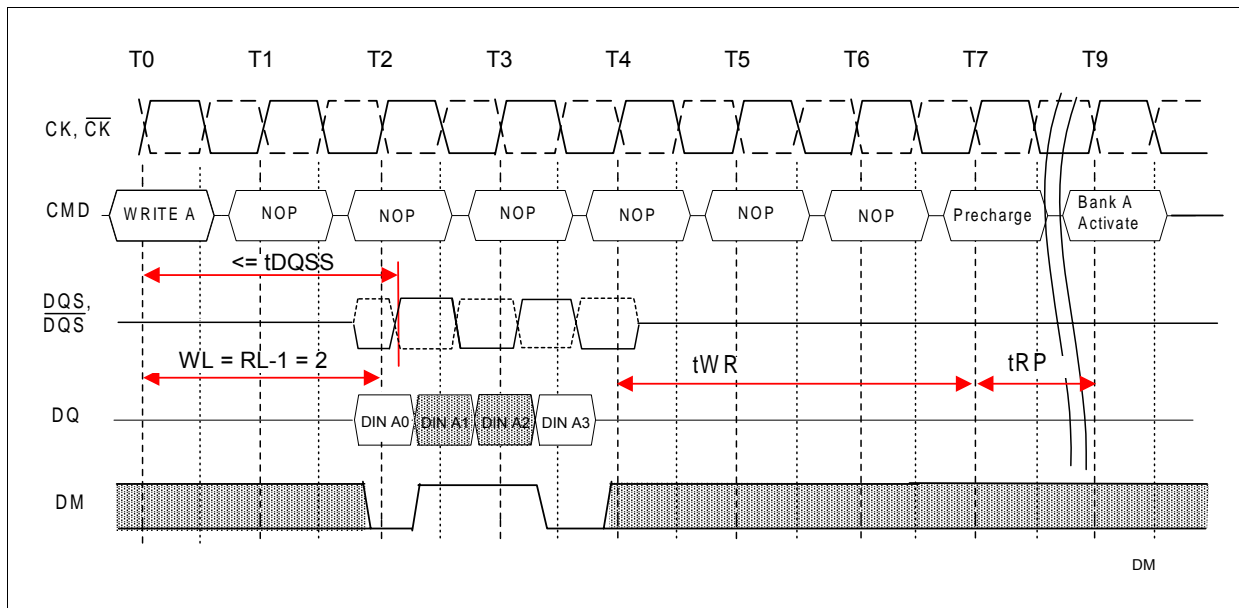 T0 T1 T2 T3 T4 T5 T6 T7 T9
CK, CK
CMD WRITE A NOP NOP NOP NOP NOP NOP Precharge Bank A Activate
<= tDQSS
DQS,
DQS
WL = RL-1 = 2 tWR tRP
DQ DIN A0 DIN A1 DIN A2 DIN A3
DM
DM